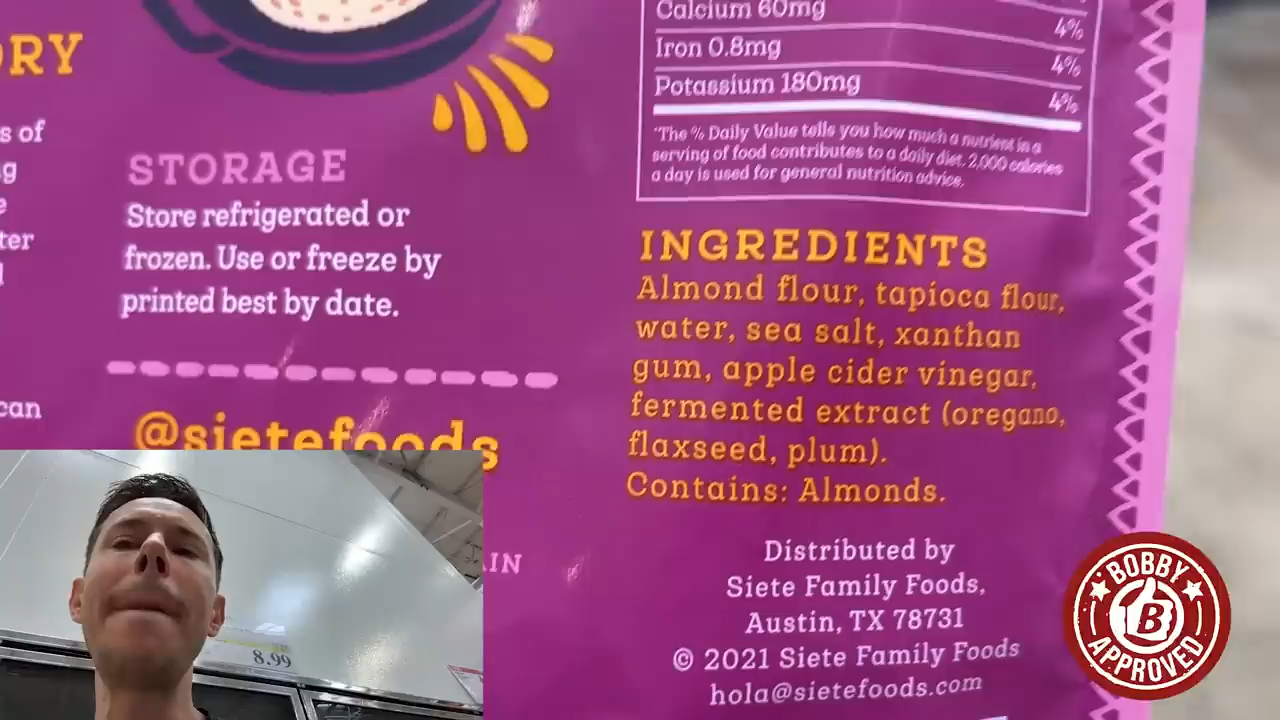 ORY
s of
g
e
ter
d
can
STORAGE
Store refrigerated or
frozen. Use or freeze by
printed best by date.
@sietefoods
AIN
8.99
Calcium 60mg 4%
Iron 0.8mg 4%
Potassium 180mg 4%
*The % Daily Value tells you how much a nutrient in a
serving of food contributes to a daily diet. 2,000 calories
a day is used for general nutrition advice.
INGREDIENTS
Almond flour, tapioca flour,
water, sea salt, xanthan
gum, apple cider vinegar,
fermented extract (oregano,
flaxseed, plum).
Contains: Almonds.
Distributed by
Siete Family Foods,
Austin, TX 78731
© 2021 Siete Family Foods
hola@sietefoods.com
BOBBY
B
APPROVED